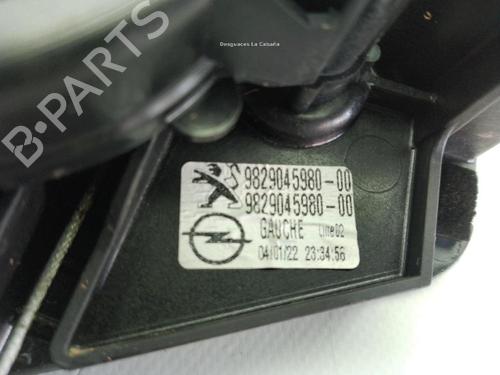 Desguaces La Cabaña
B-PARTS
9829045980-00
9829045980-00
GAUCHE Line02
04/01/22 23:34:56